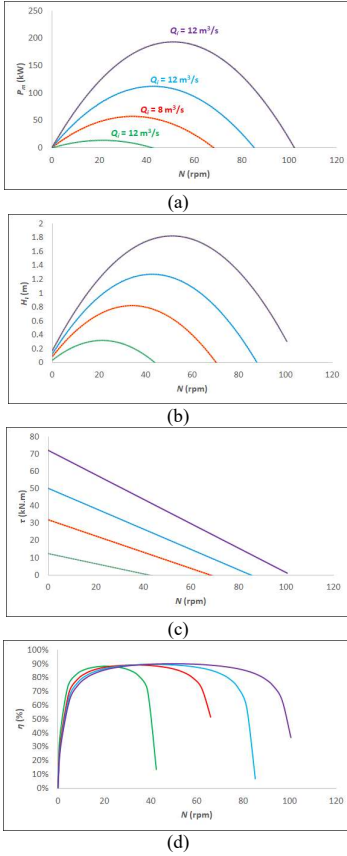 250
200
150
100
50
0
P_m (kW)
Q_i = 12 m³/s
Q_i = 12 m³/s
Q_i = 8 m³/s
Q_i = 12 m³/s
0 20 40 60 80 100 120
N (rpm)
(a)
2
1.8
1.6
1.4
1.2
1
0.8
0.6
0.4
0.2
0
H_t (m)
0 20 40 60 80 100 120
N (rpm)
(b)
80
70
60
50
40
30
20
10
0
τ (kN.m)
0 20 40 60 80 100 120
N (rpm)
(c)
100%
90%
80%
70%
60%
50%
40%
30%
20%
10%
0%
η (%)
0 20 40 60 80 100 120
N (rpm)
(d)